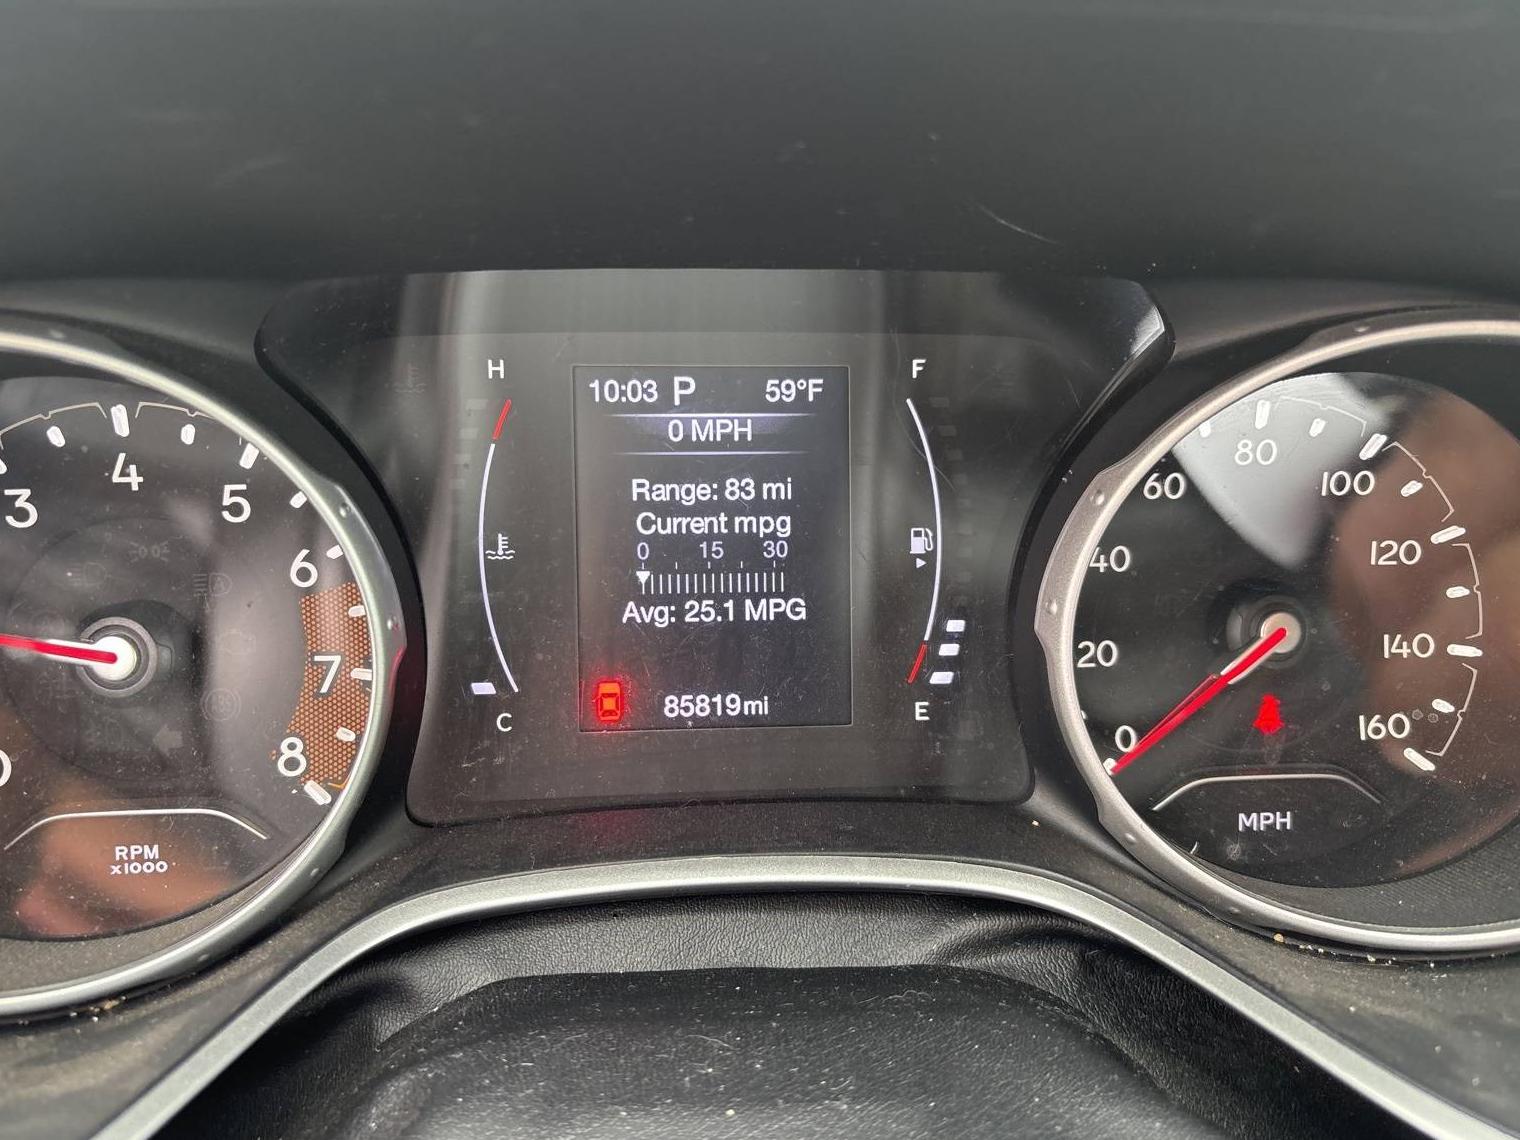 H
F
10:03 P 59°F
0 MPH
Range: 83 mi
Current mpg
0 15 30
Avg: 25.1 MPG
85819mi
C
E
3
4
5
6
7
8
0
RPM
x1000
0
20
40
60
80
100
120
140
160
MPH